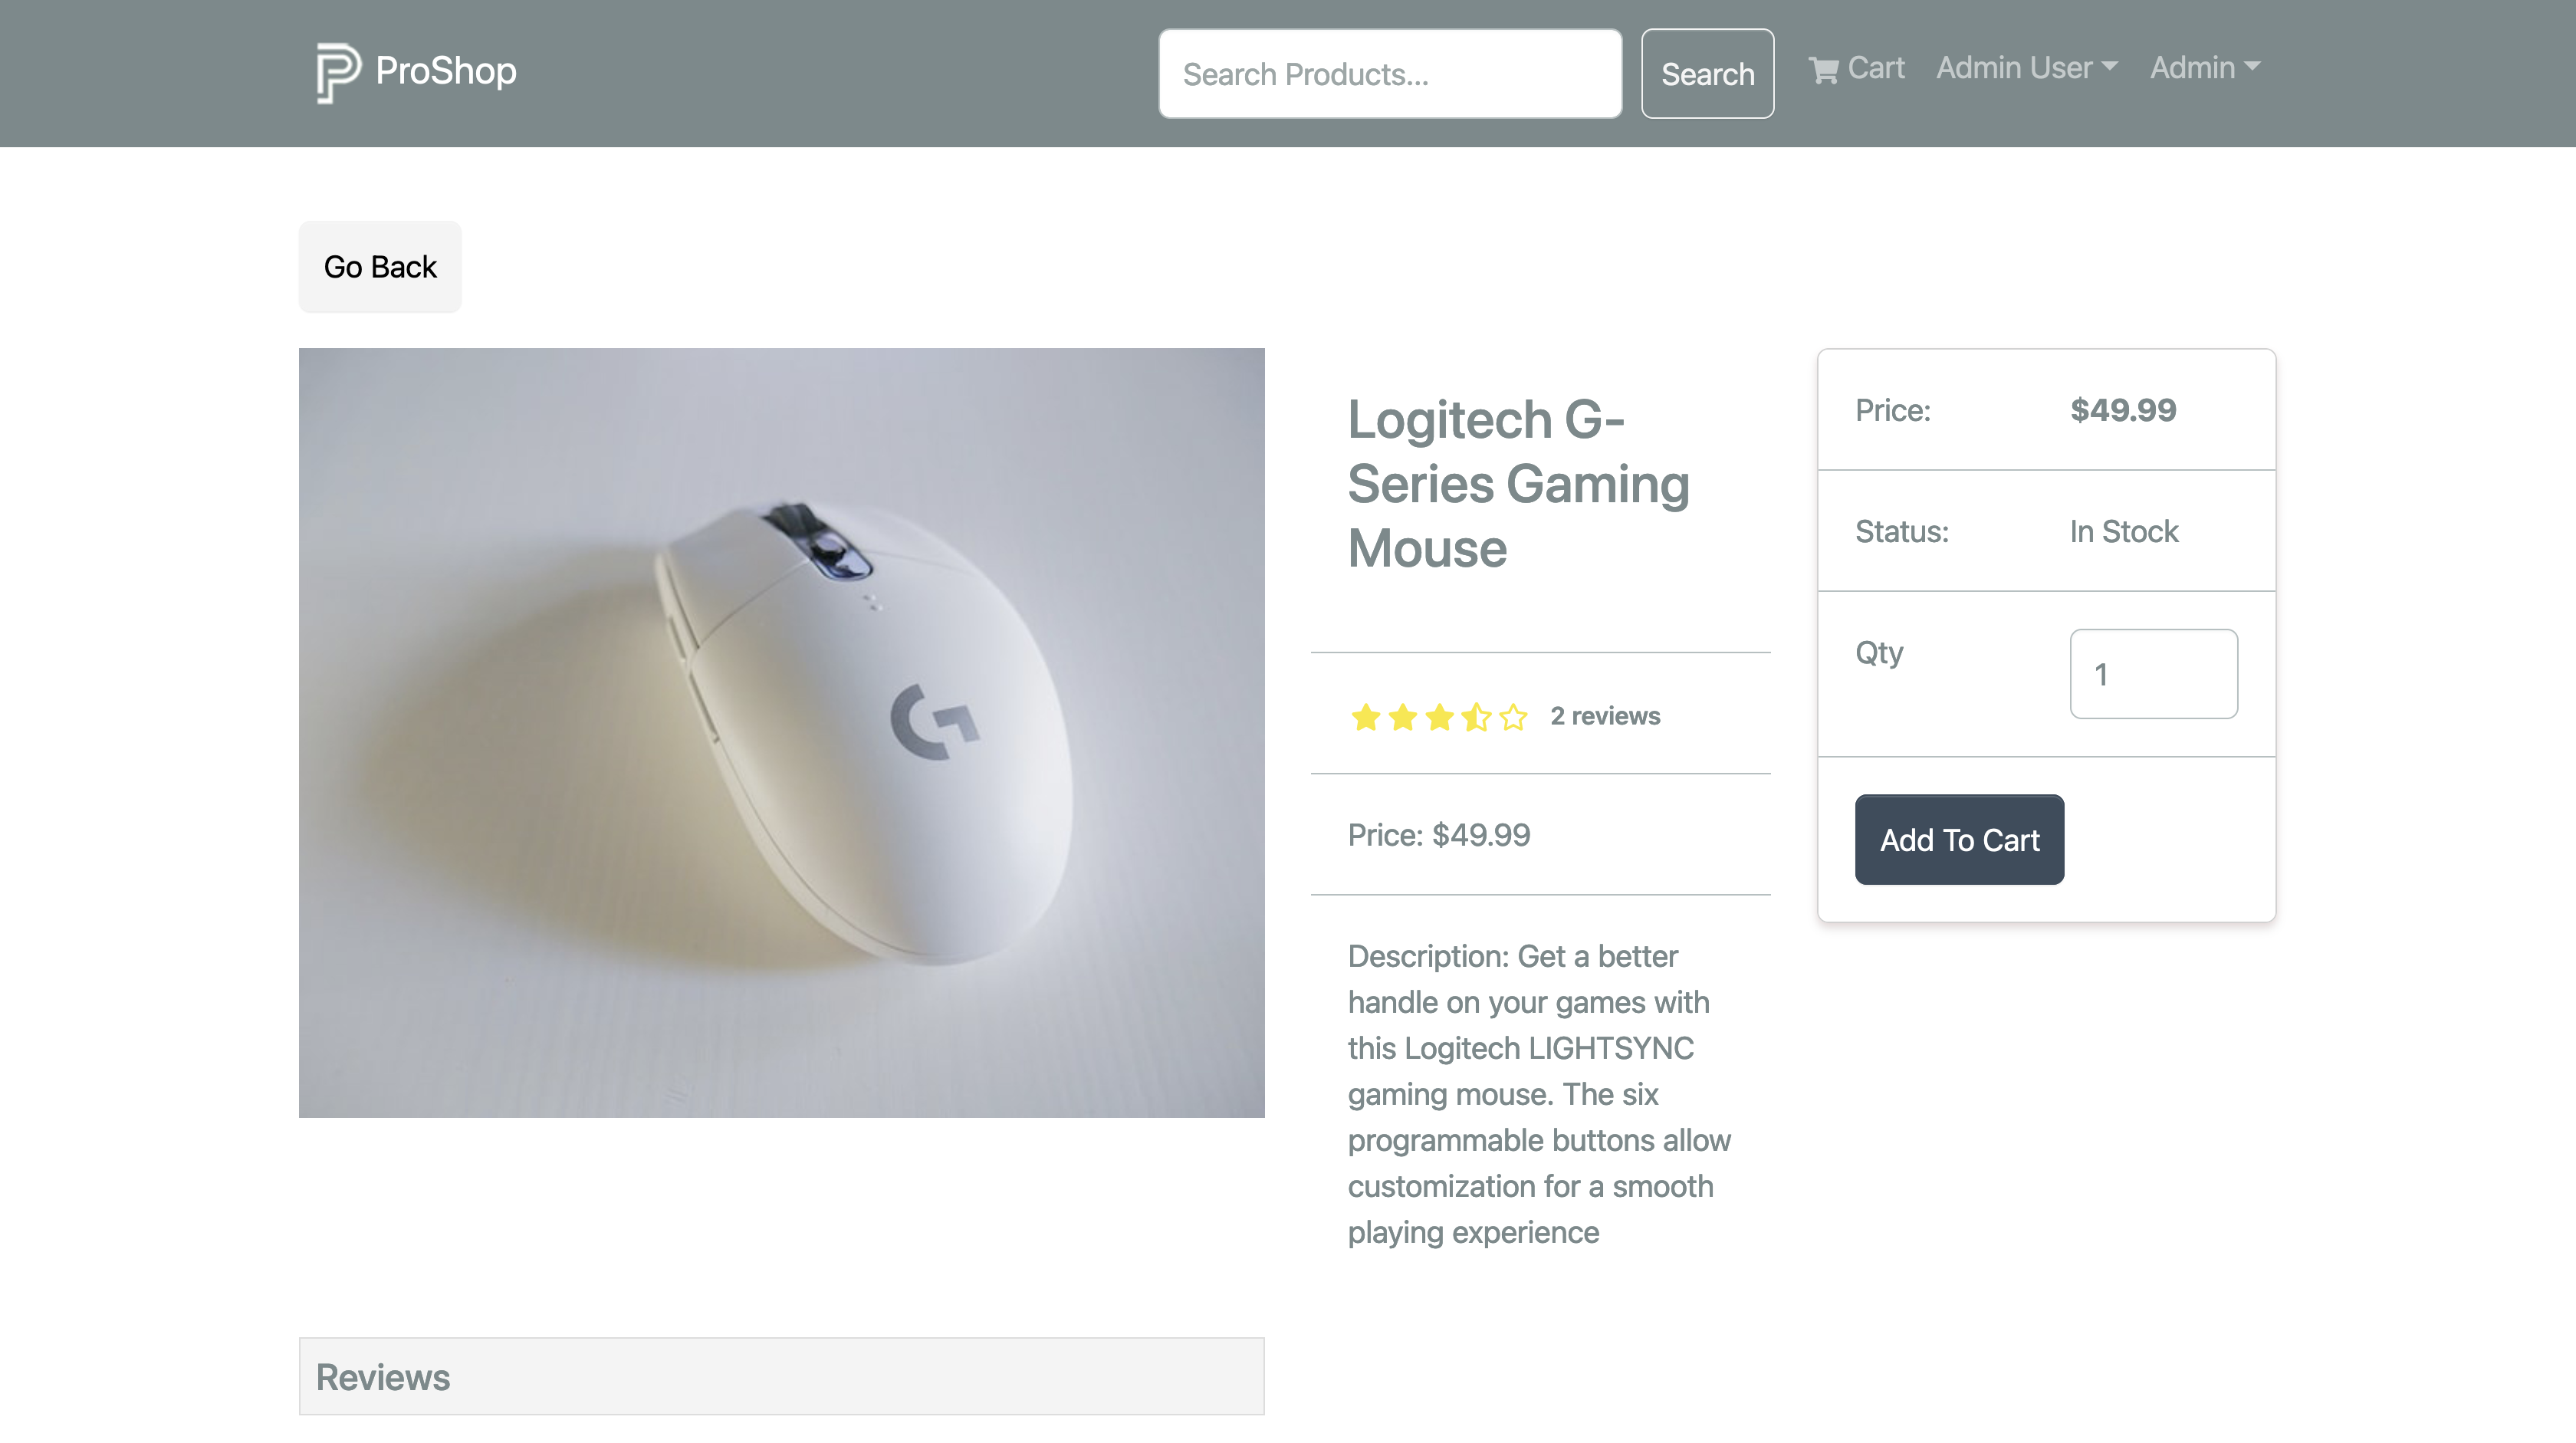 ProShop
Search Products...
Search
Cart
Admin User
Admin
Go Back
Logitech G-
Series Gaming
Mouse
2 reviews
Price: $49.99
Description: Get a better
handle on your games with
this Logitech LIGHTSYNC
gaming mouse. The six
programmable buttons allow
customization for a smooth
playing experience
Price: $49.99
Status: In Stock
Qty 1
Add To Cart
Reviews